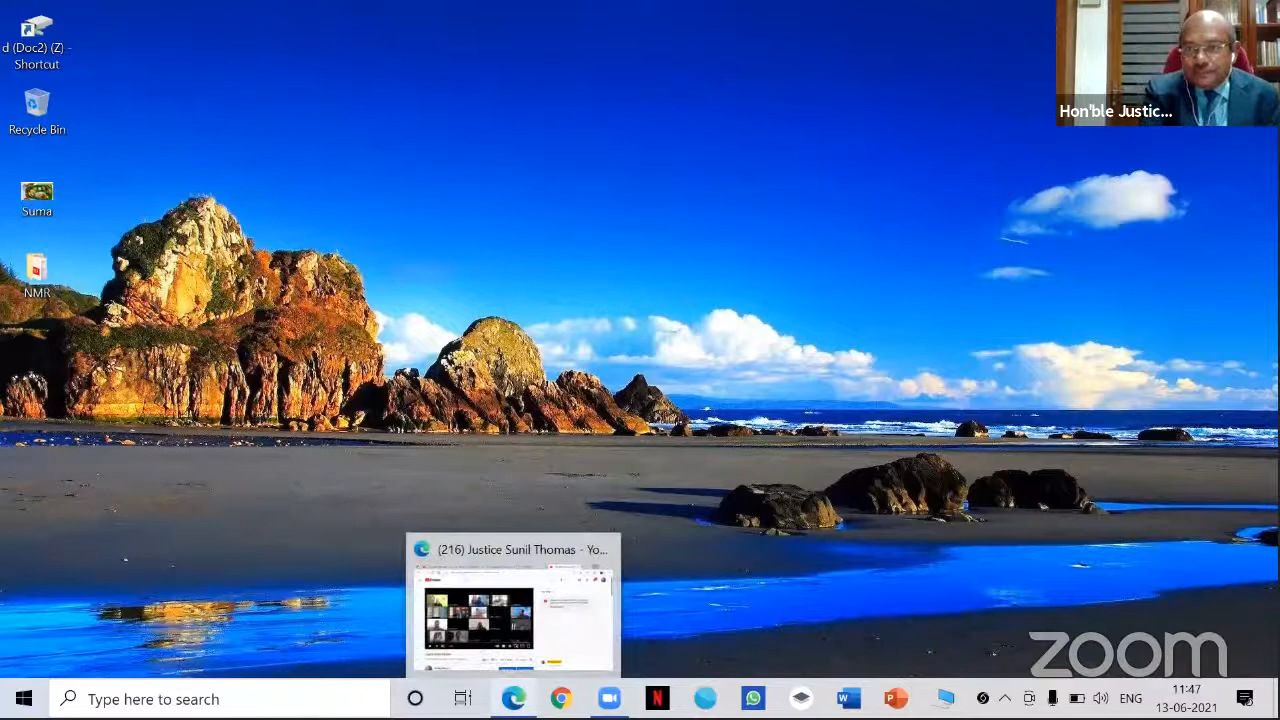 d (Doc2) (Z) -
Shortcut
Recycle Bin
Suma
NMR
Hon'ble Justic...
(216) Justice Sunil Thomas - Yo...
zoom
Type here to search
N
W
P
ENG
11:47
13-06-2021